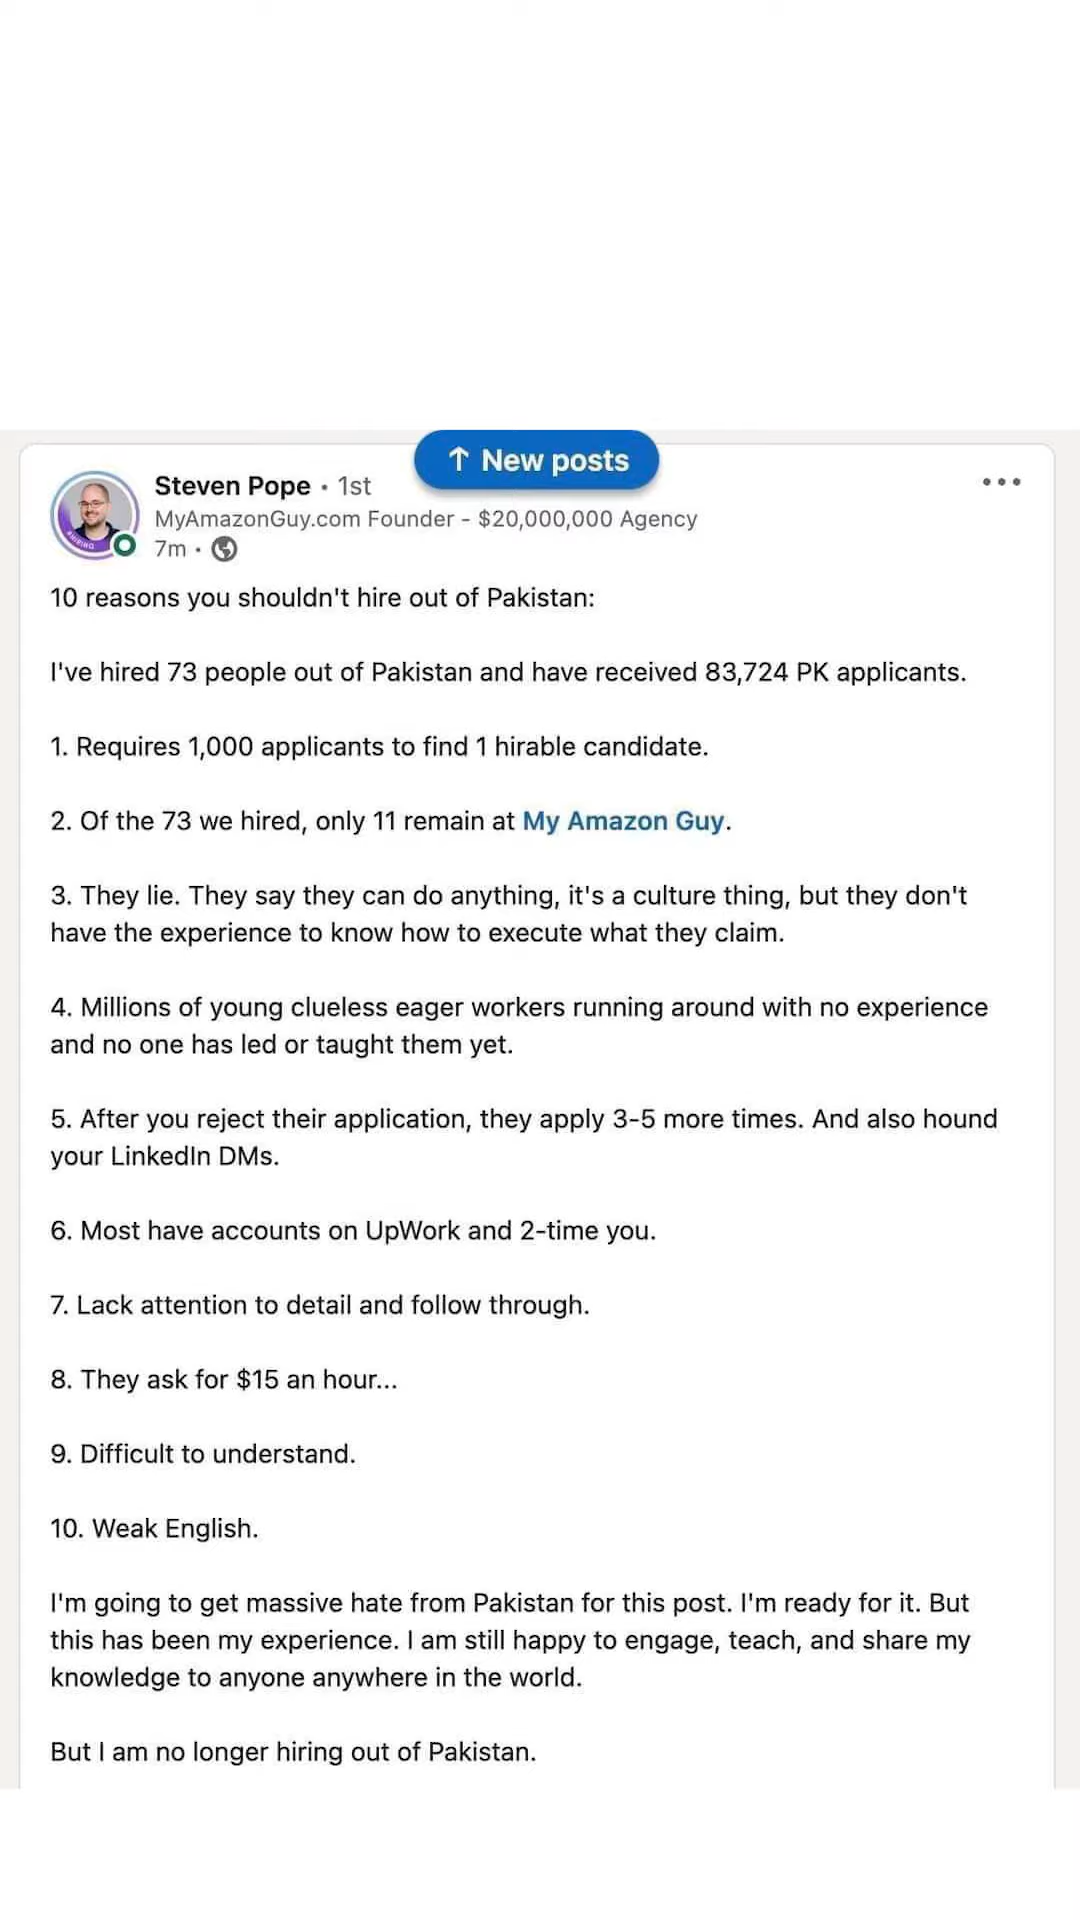 ↑ New posts
Steven Pope • 1st
MyAmazonGuy.com Founder - $20,000,000 Agency
7m •
10 reasons you shouldn't hire out of Pakistan:
I've hired 73 people out of Pakistan and have received 83,724 PK applicants.
1. Requires 1,000 applicants to find 1 hirable candidate.
2. Of the 73 we hired, only 11 remain at My Amazon Guy.
3. They lie. They say they can do anything, it's a culture thing, but they don't
have the experience to know how to execute what they claim.
4. Millions of young clueless eager workers running around with no experience
and no one has led or taught them yet.
5. After you reject their application, they apply 3-5 more times. And also hound
your LinkedIn DMs.
6. Most have accounts on UpWork and 2-time you.
7. Lack attention to detail and follow through.
8. They ask for $15 an hour...
9. Difficult to understand.
10. Weak English.
I'm going to get massive hate from Pakistan for this post. I'm ready for it. But
this has been my experience. I am still happy to engage, teach, and share my
knowledge to anyone anywhere in the world.
But I am no longer hiring out of Pakistan.